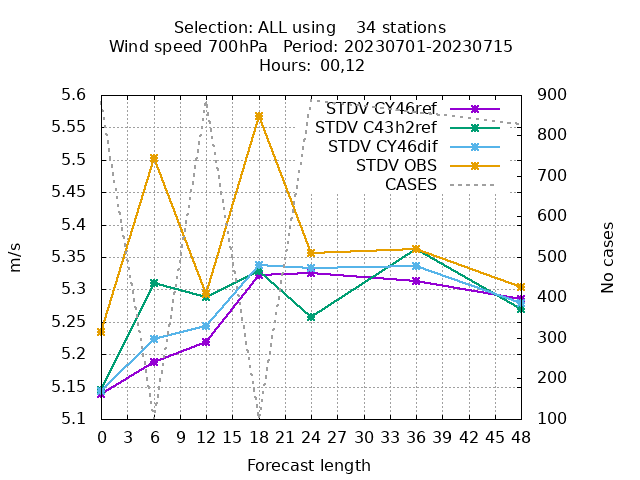 Selection: ALL using    34 stations
Wind speed 700hPa   Period: 20230701-20230715
Hours:  00,12
STDV CY46ref
STDV C43h2ref
STDV CY46dif
STDV OBS
CASES
5.6
5.55
5.5
5.45
5.4
5.35
5.3
5.25
5.2
5.15
5.1
m/s
900
800
700
600
500
400
300
200
100
No cases
0 3 6 9 12 15 18 21 24 27 30 33 36 39 42 45 48
Forecast length